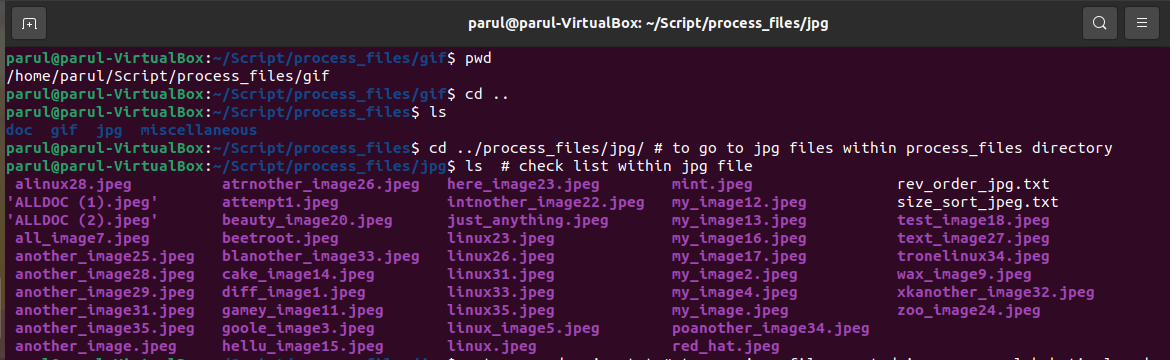 parul@parul-VirtualBox: ~/Script/process_files/jpg
parul@parul-VirtualBox:~/Script/process_files/gif$ pwd
/home/parul/Script/process_files/gif
parul@parul-VirtualBox:~/Script/process_files/gif$ cd ..
parul@parul-VirtualBox:~/Script/process_files$ ls
doc  gif  jpg  miscellaneous
parul@parul-VirtualBox:~/Script/process_files$ cd ../process_files/jpg/ # to go to jpg files within process_files directory
parul@parul-VirtualBox:~/Script/process_files/jpg$ ls  # check list within jpg file
alinux28.jpeg atrnother_image26.jpeg here_image23.jpeg mint.jpeg rev_order_jpg.txt
'ALLDOC (1).jpeg' attempt1.jpeg intnother_image22.jpeg my_image12.jpeg size_sort_jpeg.txt
'ALLDOC (2).jpeg' beauty_image20.jpeg just_anything.jpeg my_image13.jpeg test_image18.jpeg
all_image7.jpeg beetroot.jpeg linux23.jpeg my_image16.jpeg text_image27.jpeg
another_image25.jpeg blanother_image33.jpeg linux26.jpeg my_image17.jpeg tronelinux34.jpeg
another_image28.jpeg cake_image14.jpeg linux31.jpeg my_image2.jpeg wax_image9.jpeg
another_image29.jpeg diff_image1.jpeg linux33.jpeg my_image4.jpeg xkanother_image32.jpeg
another_image31.jpeg gamey_image11.jpeg linux35.jpeg my_image.jpeg zoo_image24.jpeg
another_image35.jpeg goole_image3.jpeg linux_image5.jpeg poanother_image34.jpeg
another_image.jpeg hellu_image15.jpeg linux.jpeg red_hat.jpeg